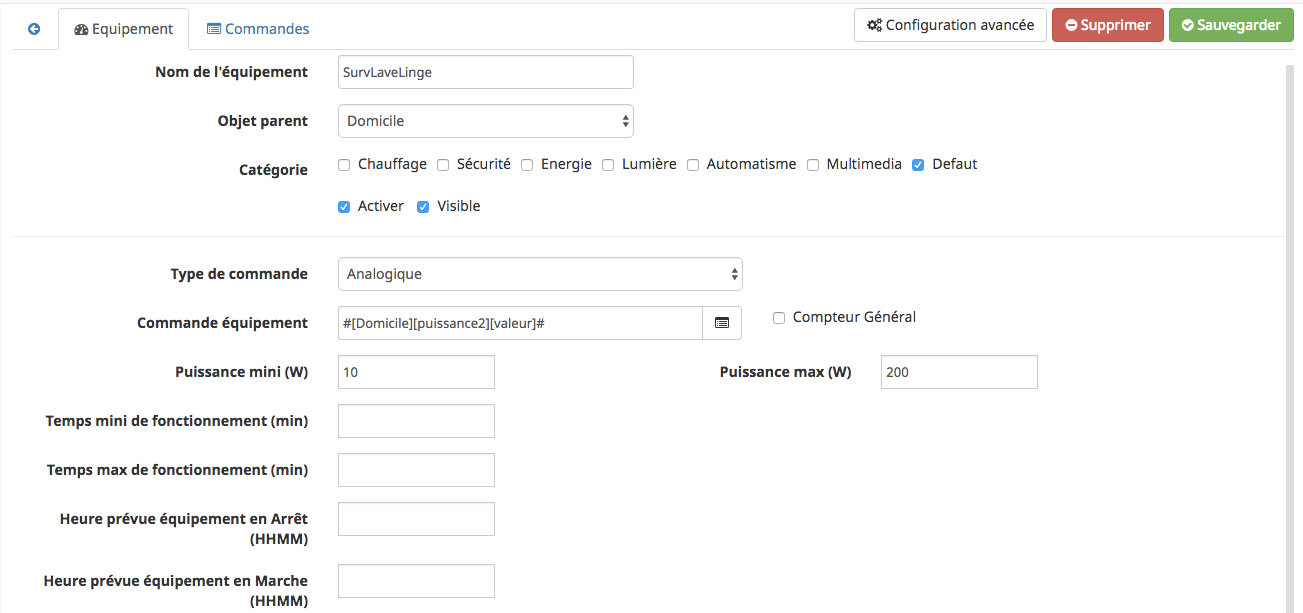 Equipement
Commandes
Configuration avancée
Supprimer
Sauvegarder
Nom de l'équipement
SurvLaveLinge
Objet parent
Domicile
Catégorie
Chauffage
Sécurité
Energie
Lumière
Automatisme
Multimedia
Defaut
Activer
Visible
Type de commande
Analogique
Commande équipement
#[Domicile][puissance2][valeur]#
Compteur Général
Puissance mini (W)
10
Puissance max (W)
200
Temps mini de fonctionnement (min)
Temps max de fonctionnement (min)
Heure prévue équipement en Arrêt
(HHMM)
Heure prévue équipement en Marche
(HHMM)